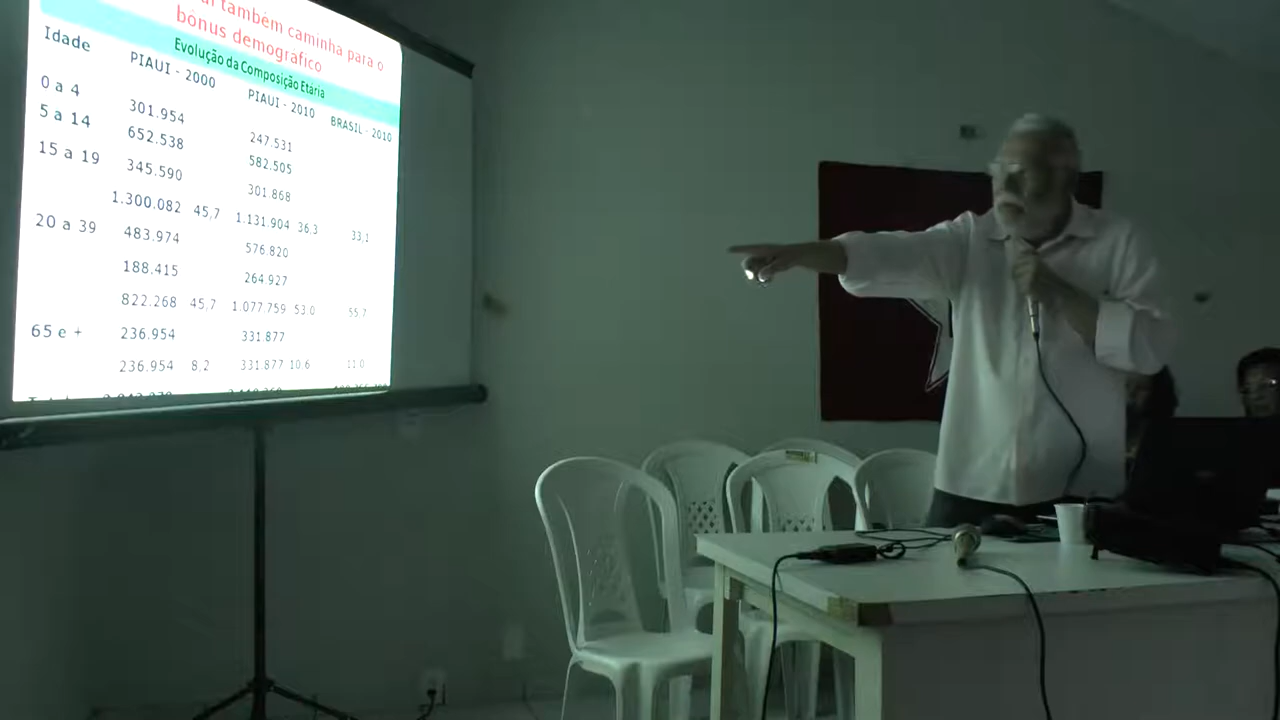 também caminha para o
bônus demográfico
Evolução da Composição Etária
Idade PIAUI - 2000 PIAUI - 2010 BRASIL - 2010
0 a 4 301.954 247.531
5 a 14 652.538 582.505
15 a 19 345.590 301.868
1.300.082 45,7 1.131.904 36.3 33,1
20 a 39 483.974 576.820
188.415 264.927
822.268 45,7 1.077.759 53.0 55.7
65 e + 236.954 331.877
236.954 8,2 331.877 10.6 11.0